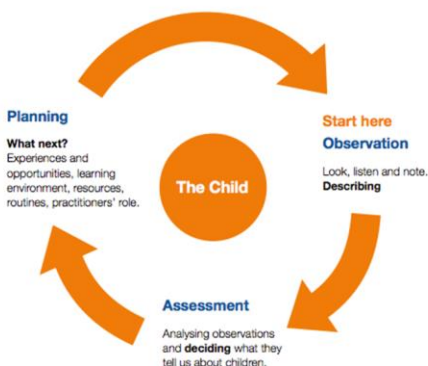 Planning
What next?
Experiences and
opportunities, learning
environment, resources,
routines, practitioners' role.
The Child
Start here
Observation
Look, listen and note.
Describing
Assessment
Analysing observations
and deciding what they
tell us about children.